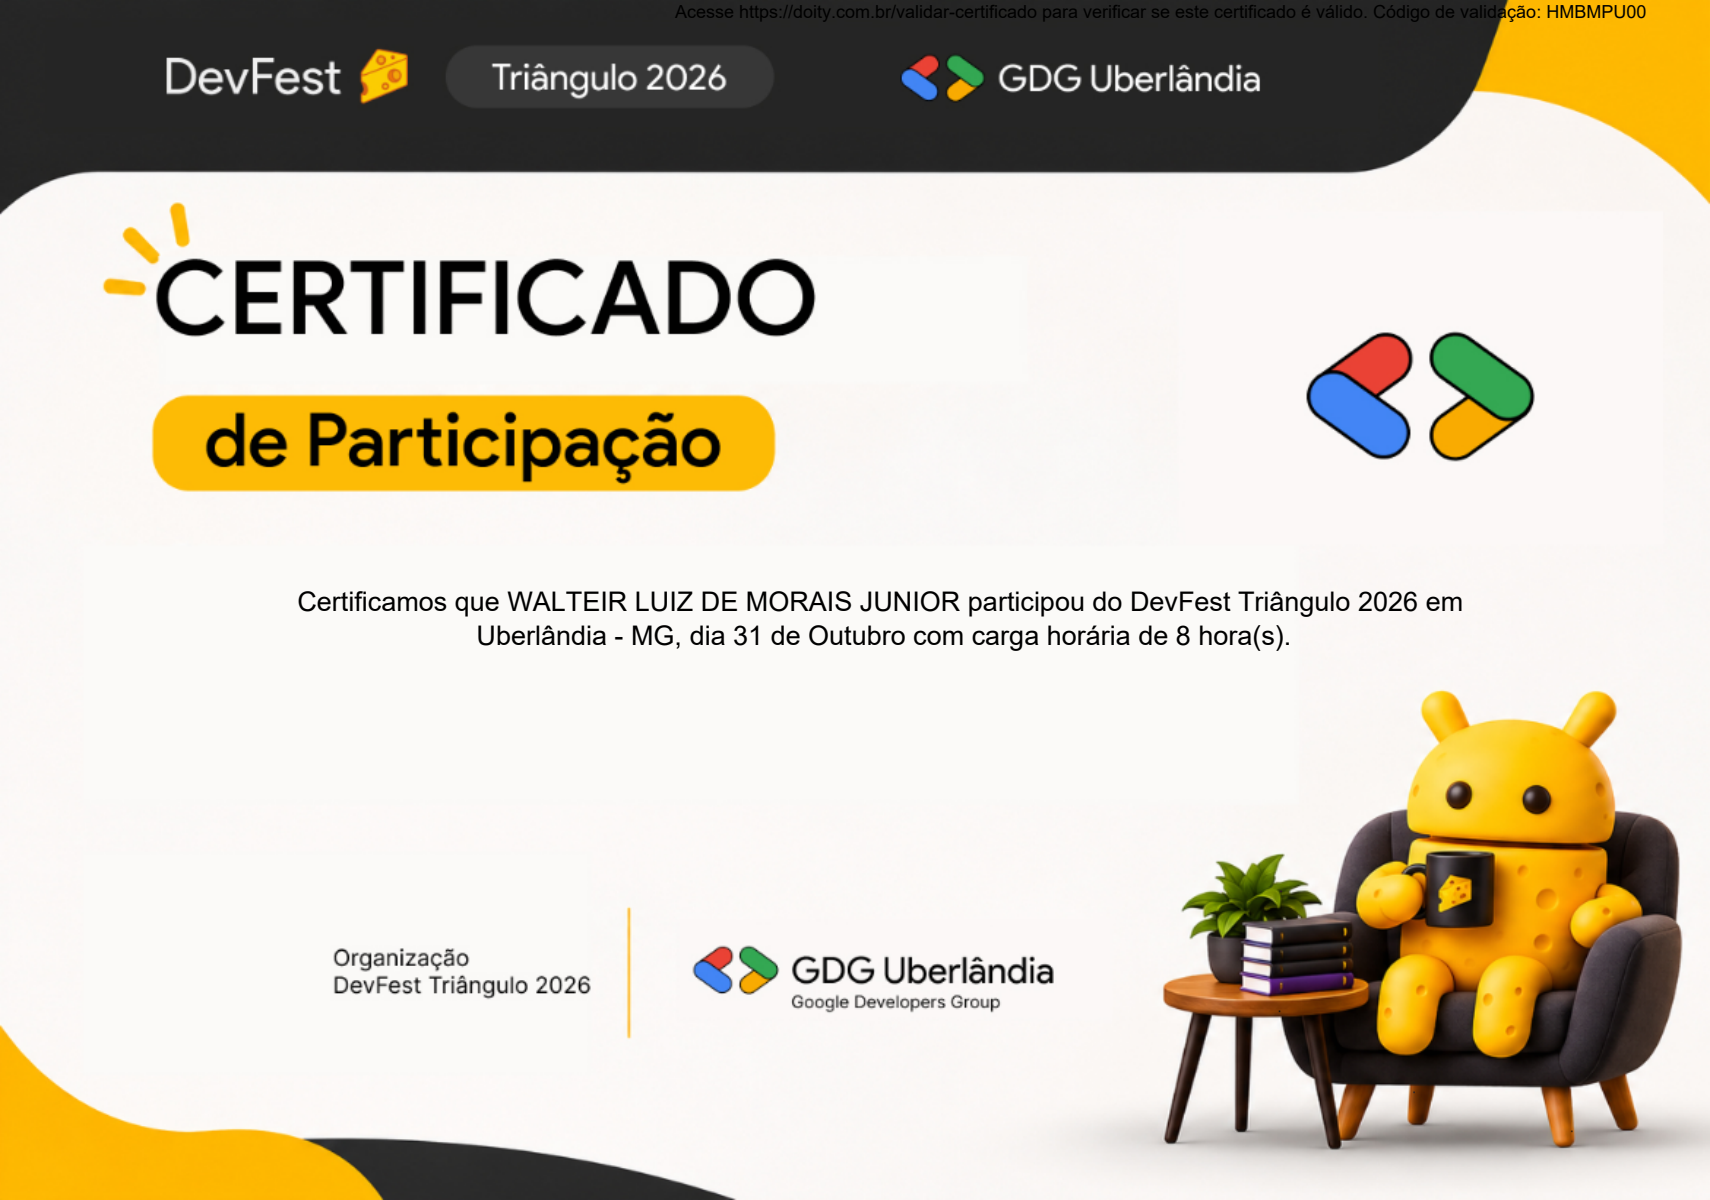 Acesse https://doity.com.br/validar-certificado para verificar se este certificado é válido. Código de validação: HMBMPU00
DevFest
Triângulo 2026
GDG Uberlândia
CERTIFICADO
de Participação
Certificamos que WALTEIR LUIZ DE MORAIS JUNIOR participou do DevFest Triângulo 2026 em
Uberlândia - MG, dia 31 de Outubro com carga horária de 8 hora(s).
Organização
DevFest Triângulo 2026
GDG Uberlândia
Google Developers Group